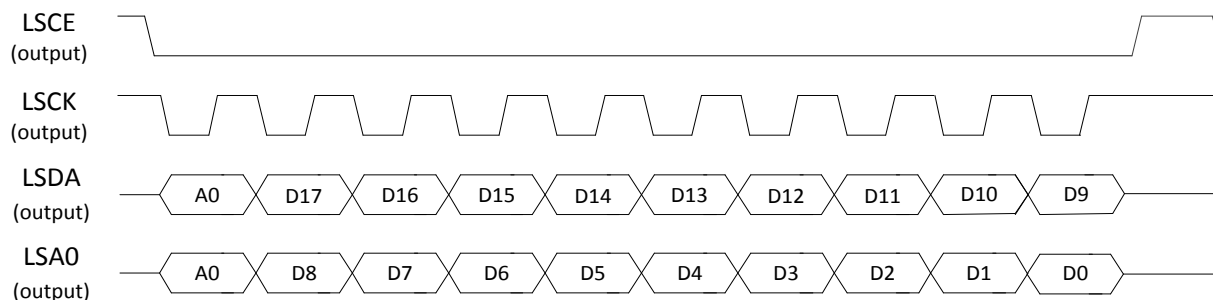 LSCE
(output)
LSCK
(output)
LSDA
(output)
A0 D17 D16 D15 D14 D13 D12 D11 D10 D9
LSA0
(output)
A0 D8 D7 D6 D5 D4 D3 D2 D1 D0